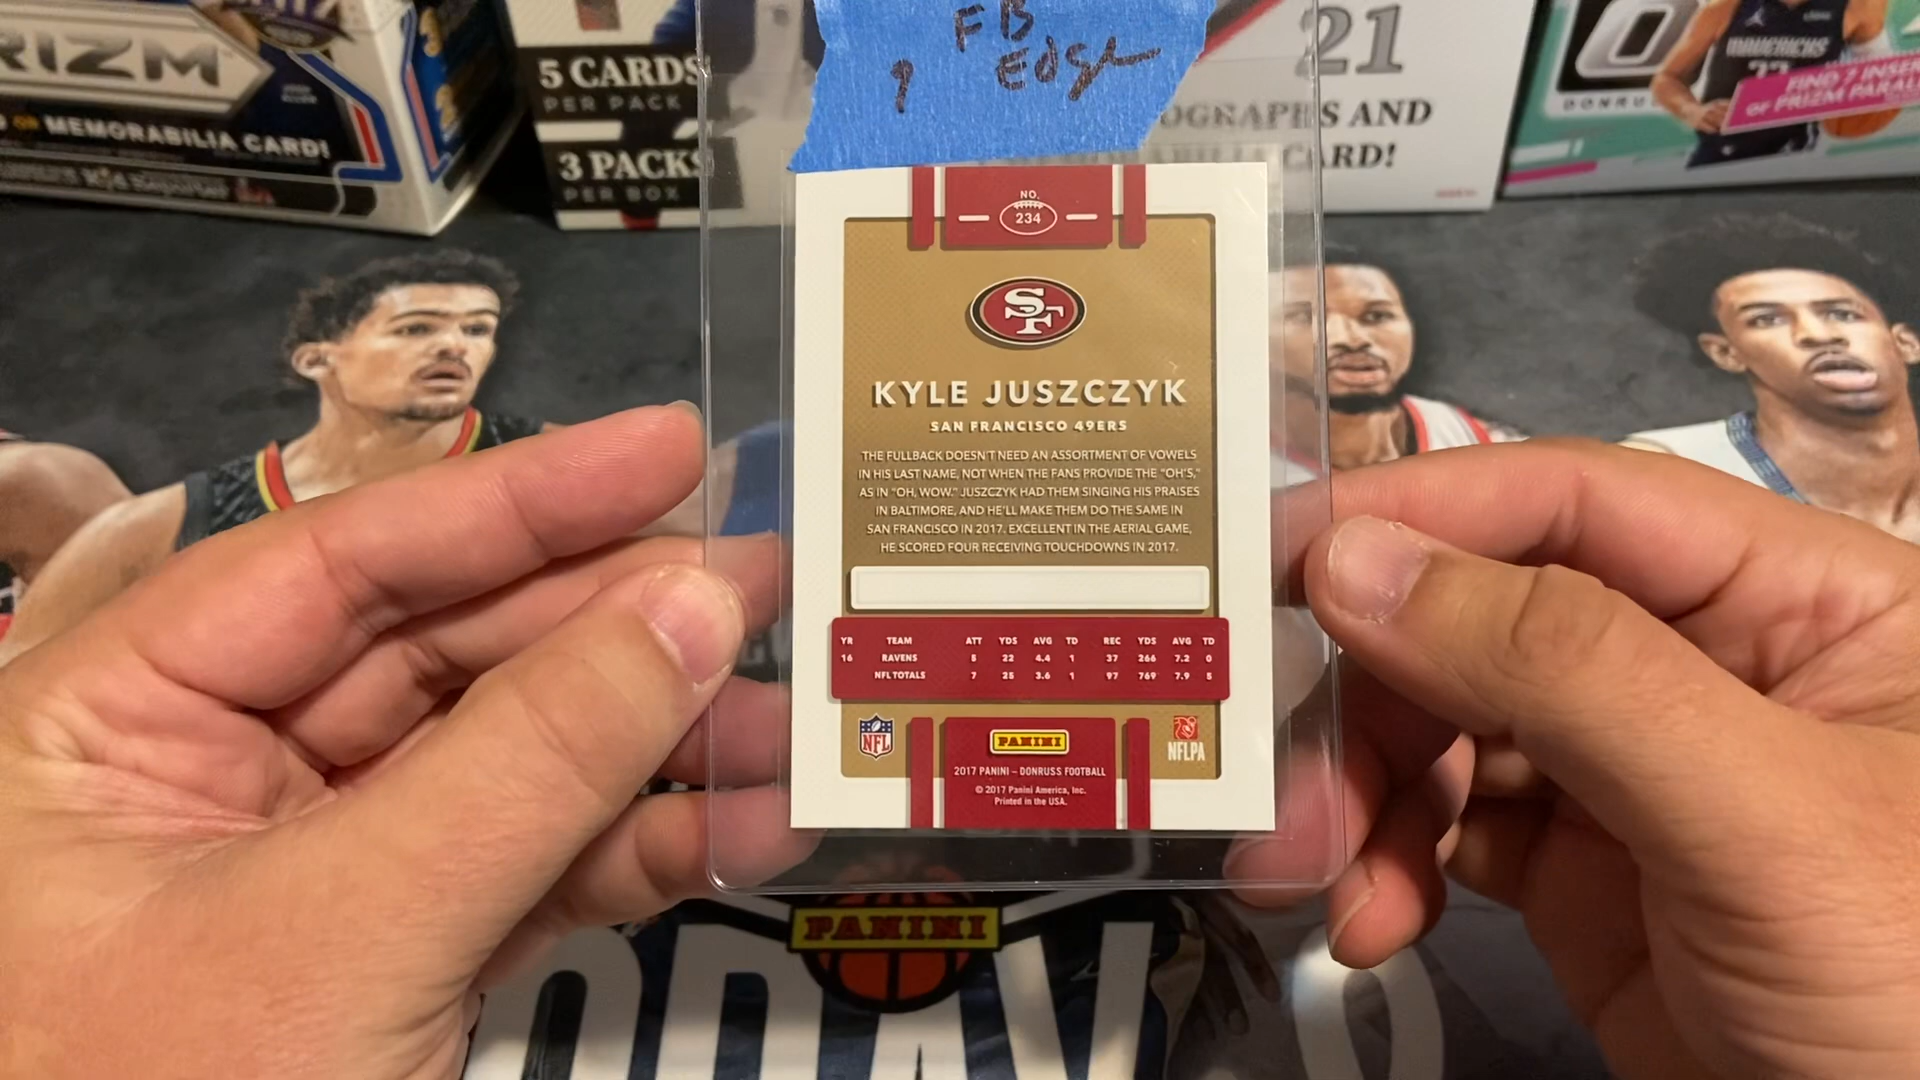 FB
9 Edge
RIZM
MEMORABILIA CARD!
5 CARDS
PER PACK
3 PACKS
PER BOX
21
OGRAPHS AND
CARD!
DONRU
MAVERICKS
FIND 7 INSER
OR PRIZM PARALL
NO.
234
SF
KYLE JUSZCZYK
SAN FRANCISCO 49ERS
THE FULLBACK DOESN'T NEED AN ASSORTMENT OF VOWELS
IN HIS LAST NAME, NOT WHEN THE FANS PROVIDE THE "OH'S,"
AS IN "OH, WOW." JUSZCZYK HAD THEM SINGING HIS PRAISES
IN BALTIMORE, AND HE'LL MAKE THEM DO THE SAME IN
SAN FRANCISCO IN 2017. EXCELLENT IN THE AERIAL GAME,
HE SCORED FOUR RECEIVING TOUCHDOWNS IN 2017.
YR TEAM ATT YDS AVG TD REC YDS AVG TD
16 RAVENS 5 22 4.4 1 37 266 7.2 0
NFL TOTALS 7 25 3.6 1 97 769 7.9 5
NFL
PANINI
NFLPA
2017 PANINI – DONRUSS FOOTBALL
© 2017 Panini America, Inc.
Printed in the USA.
PANINI
ODAY